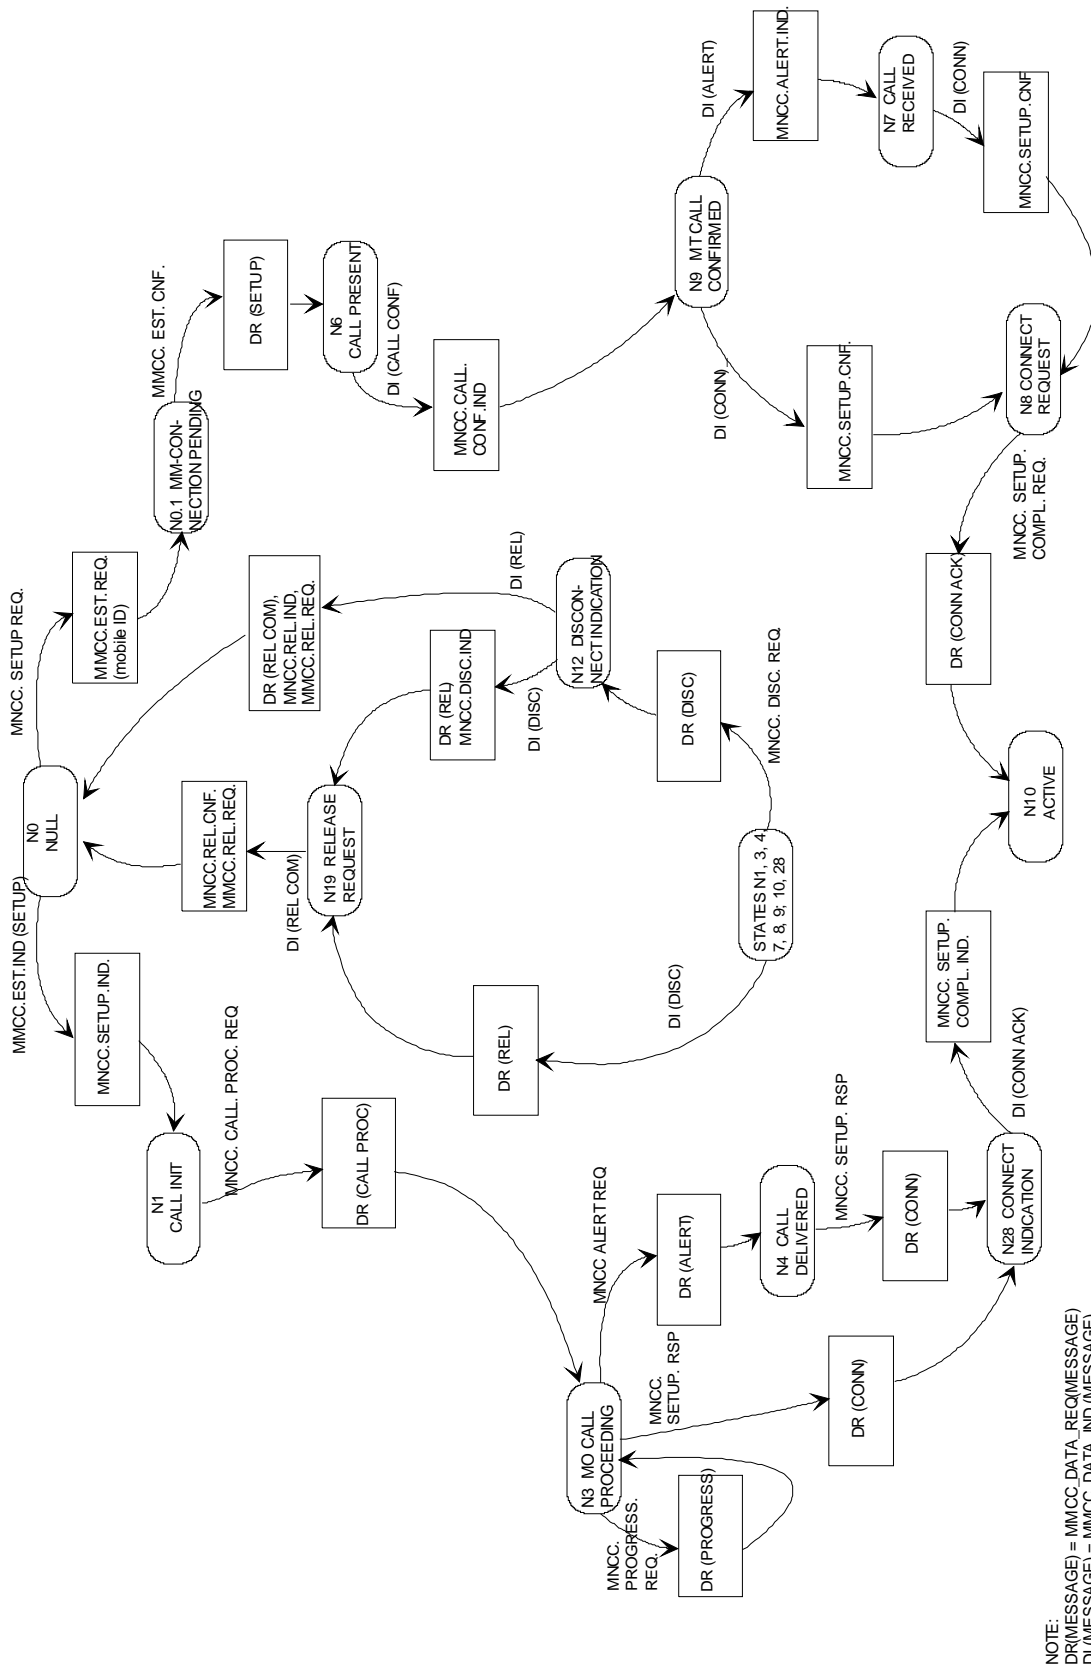 MMCC.EST.IND (SETUP)
MNCC.SETUP.IND.
N1
CALL INIT
MNCC. CALL. PROC. REQ
DR (CALL PROC)
N0
NULL
MNCC. SETUP REQ.
MMCC.EST.REQ.
(mobile ID)
N0.1 MM-CON-
NECTION PENDING
MMCC. EST. CNF.
DR (SETUP)
N6
CALL PRESENT
DI (CALL CONF)
MNCC.CALL.
CONF.IND
MNCC.REL.CNF.
MMCC.REL.REQ.
DI (REL COM)
N19 RELEASE
REQUEST
DR (REL COM),
MNCC.REL.IND,
MMCC.REL.REQ.
DI (REL)
DR (REL)
MNCC.DISC.IND
DI (DISC)
N12 DISCON-
NECT INDICATION
DR (DISC)
MNCC. DISC. REQ.
STATES N1, 3, 4,
7, 8, 9; 10, 28
DI (DISC)
DR (REL)
N3 MO CALL
PROCEEDING
MNCC.
PROGRESS.
REQ.
DR (PROGRESS)
MNCC ALERT REQ
DR (ALERT)
N4 CALL
DELIVERED
MNCC. SETUP. RSP
DR (CONN)
MNCC.
SETUP. RSP
DR (CONN)
N28 CONNECT
INDICATION
DI (CONN ACK)
MNCC. SETUP.
COMPL. IND.
N10
ACTIVE
DR (CONN ACK)
MNCC. SETUP.
COMPL. REQ.
N9 MT CALL
CONFIRMED
DI (CONN)
MNCC.SETUP.CNF.
N8 CONNECT
REQUEST
DI (ALERT)
MNCC.ALERT.IND.
N7 CALL
RECEIVED
DI (CONN)
MNCC.SETUP.CNF
NOTE:
DR(MESSAGE) = MMCC_DATA_REQ(MESSAGE)
DI (MESSAGE) = MMCC_DATA_IND (MESSAGE)